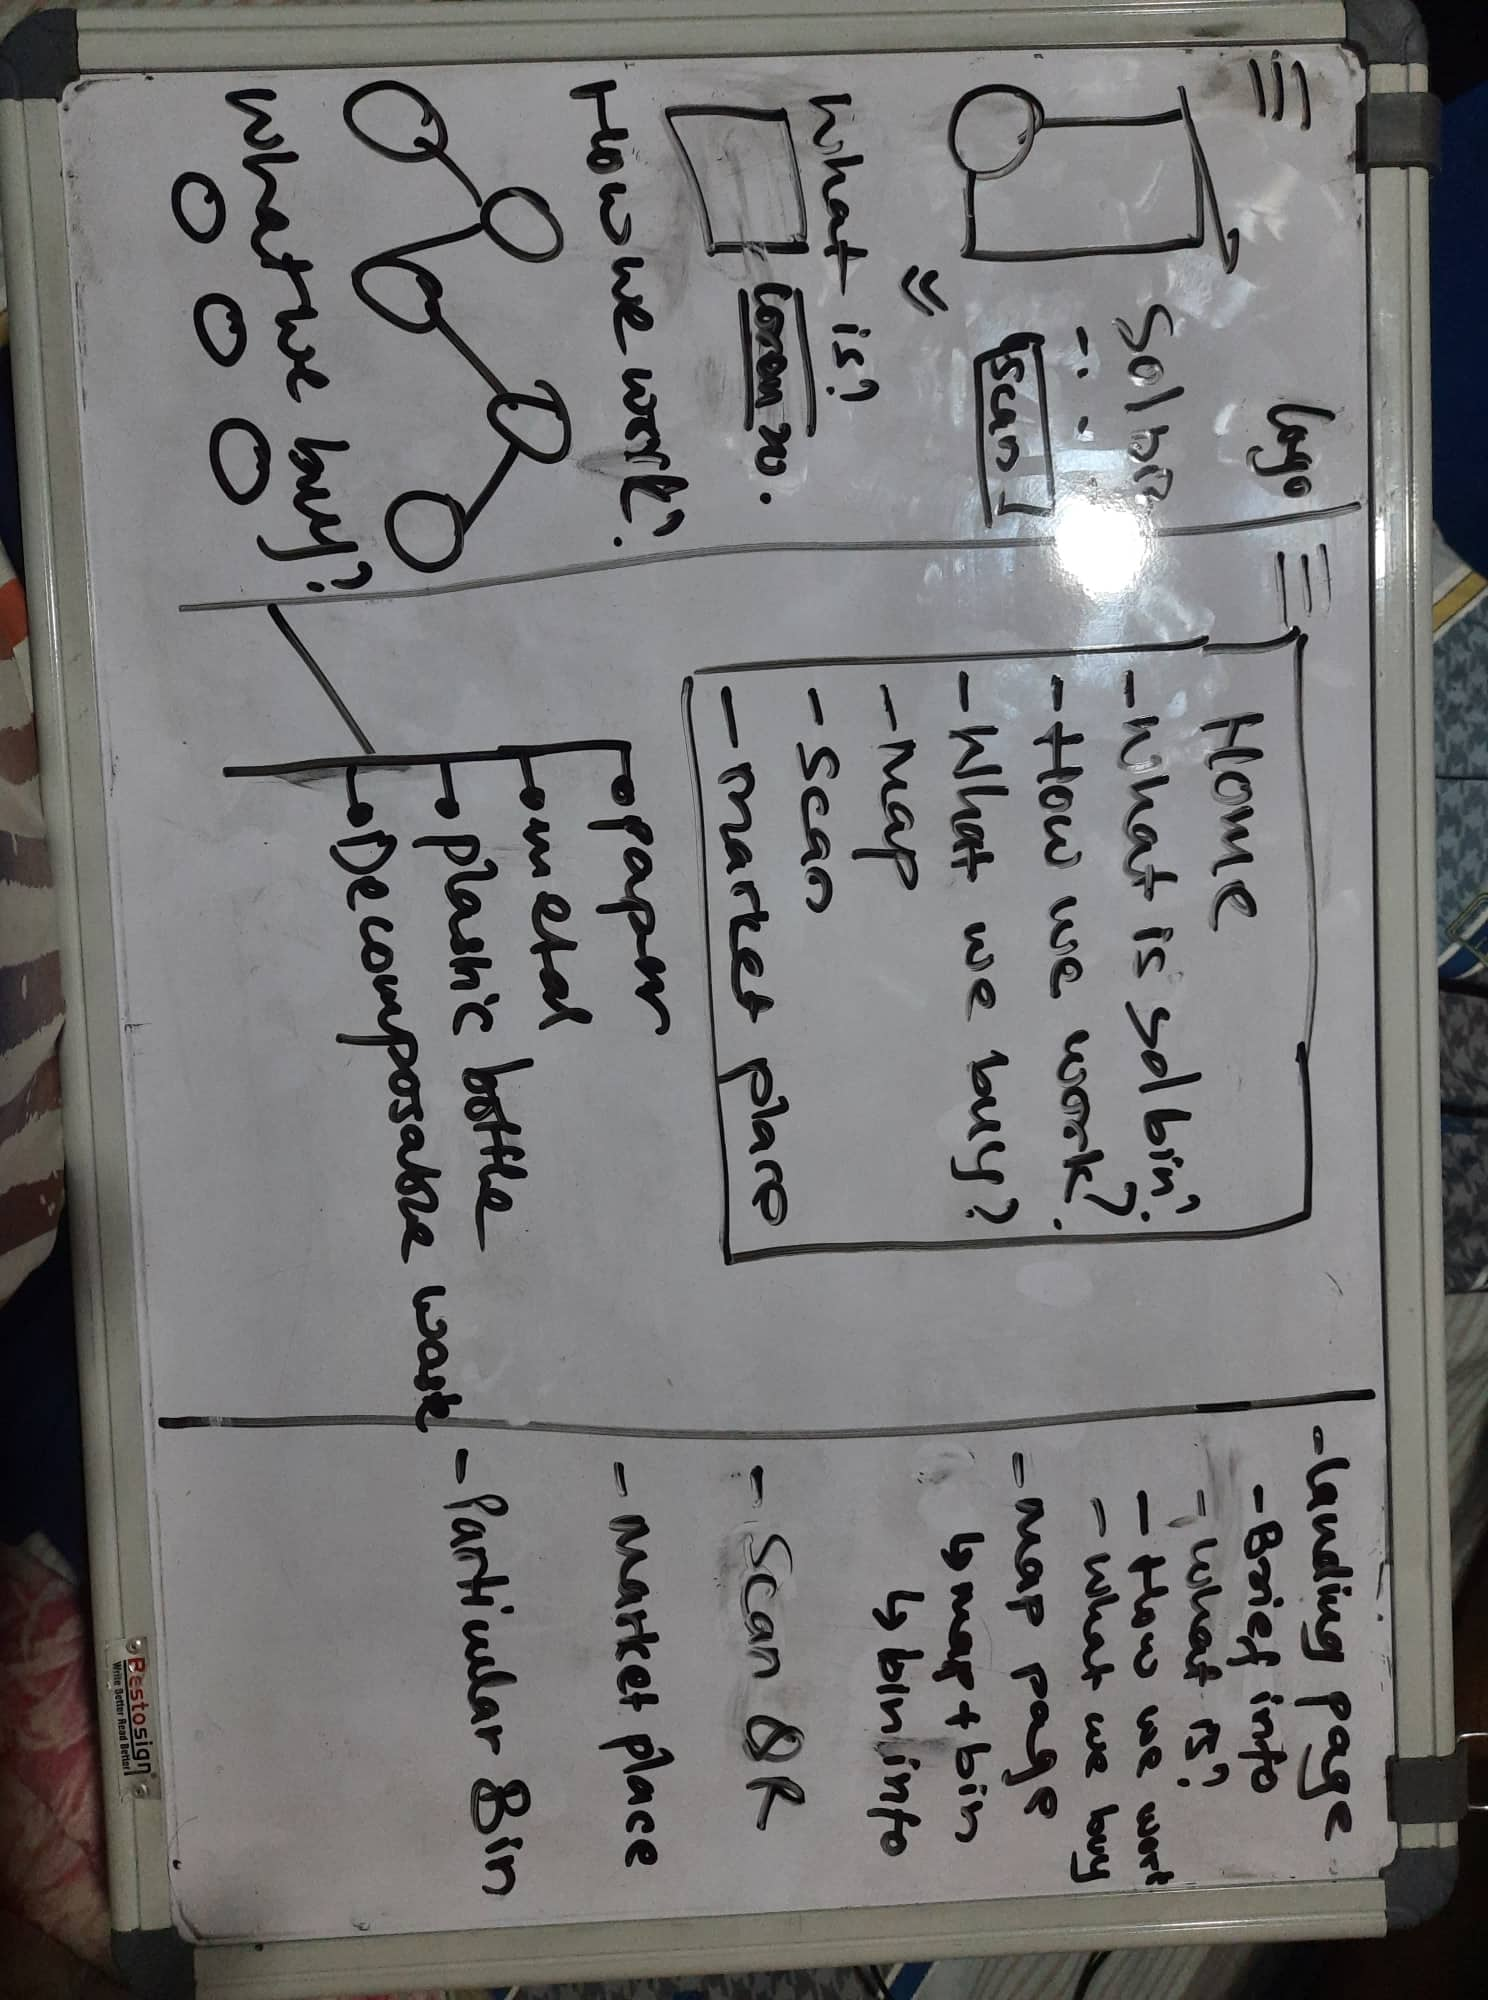 Logo
Solbin
Scan
What is?
Lorem 20.
How we work?
What we buy?
Home
- What is solbin?
- How we work?
- What we buy?
- Map
- Scan
- market place
paper
metal
plastic bottle
Decomposable waste
- Landing page
- Brief info
- What is?
- How we work
- What we buy
- map page
↳ map + bin
↳ bin info
- Scan QR
- Market place
- Particular Bin
Bestosign
Write Better Read Better!